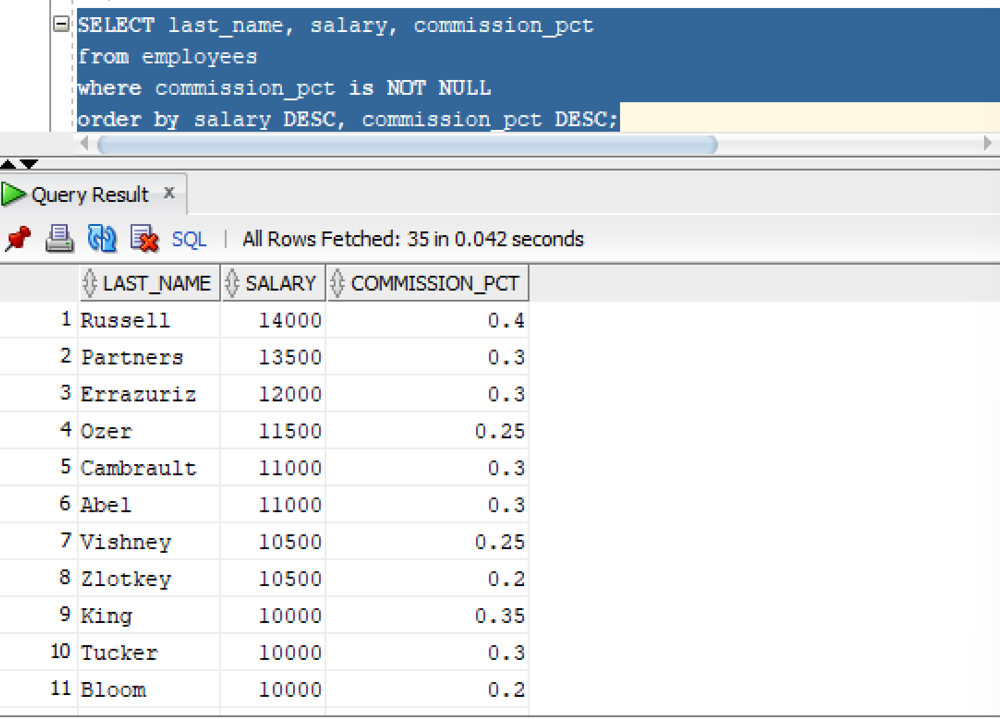 SELECT last_name, salary, commission_pct
from employees
where commission_pct is NOT NULL
order by salary DESC, commission_pct DESC;
Query Result x
SQL | All Rows Fetched: 35 in 0.042 seconds
LAST_NAME SALARY COMMISSION_PCT
1 Russell 14000 0.4
2 Partners 13500 0.3
3 Errazuriz 12000 0.3
4 Ozer 11500 0.25
5 Cambrault 11000 0.3
6 Abel 11000 0.3
7 Vishney 10500 0.25
8 Zlotkey 10500 0.2
9 King 10000 0.35
10 Tucker 10000 0.3
11 Bloom 10000 0.2